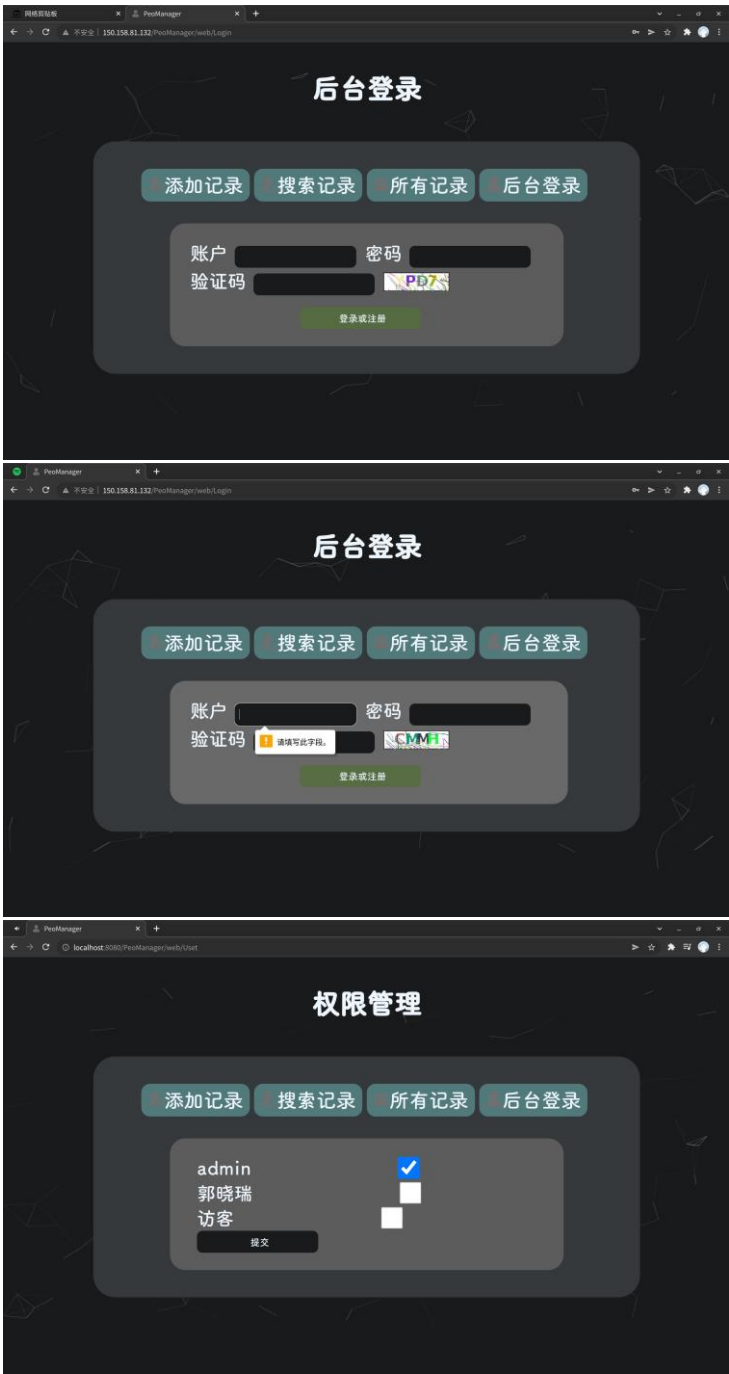 网络剪贴板 PeoManager
不安全 150.158.81.132/PeoManager/web/Login
后台登录
添加记录 搜索记录 所有记录 后台登录
账户 密码
验证码 PD7
登录或注册
PeoManager
不安全 150.158.81.132/PeoManager/web/Login
后台登录
添加记录 搜索记录 所有记录 后台登录
账户 密码
验证码 请填写此字段。 CMMH
登录或注册
PeoManager
localhost:8080/PeoManager/web/Uset
权限管理
添加记录 搜索记录 所有记录 后台登录
admin
郭晓瑞
访客
提交